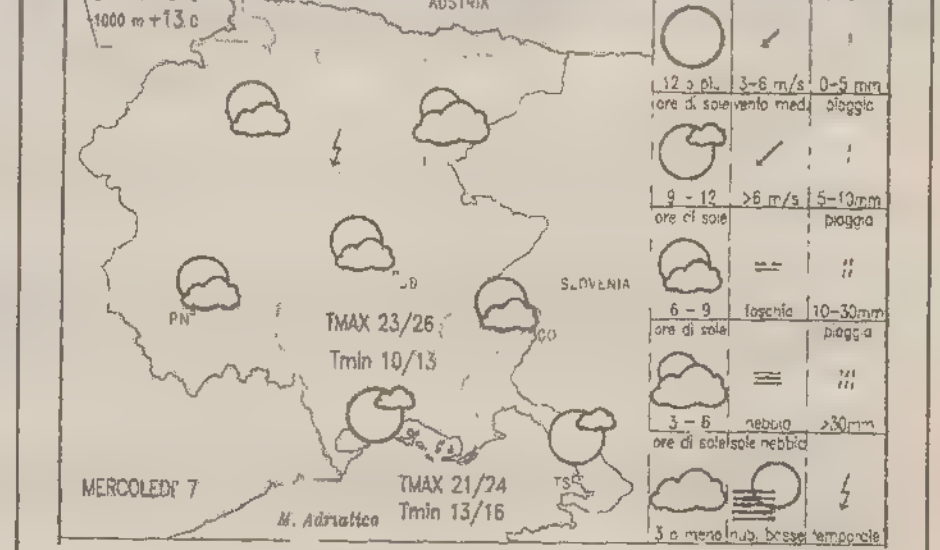 AUSTRIA
1000 m +13 C
SLOVENIA
PN
UD
GO
TMAX 23/26
Tmin 10/13
MERCOLEDI' 7
M. Adriatico
TS
TMAX 21/24
Tmin 13/16
12 o piu
ore di sole
3-6 m/s
vento med.
0-5 mm
pioggia
9 - 12
ore di sole
>6 m/s
5-10mm
pioggia
6 - 9
ore di sole
foschia
10-30mm
pioggia
3 - 6
ore di sole
nebbia
sole nebbia
>30mm
3 o meno
nub. basse
temporale